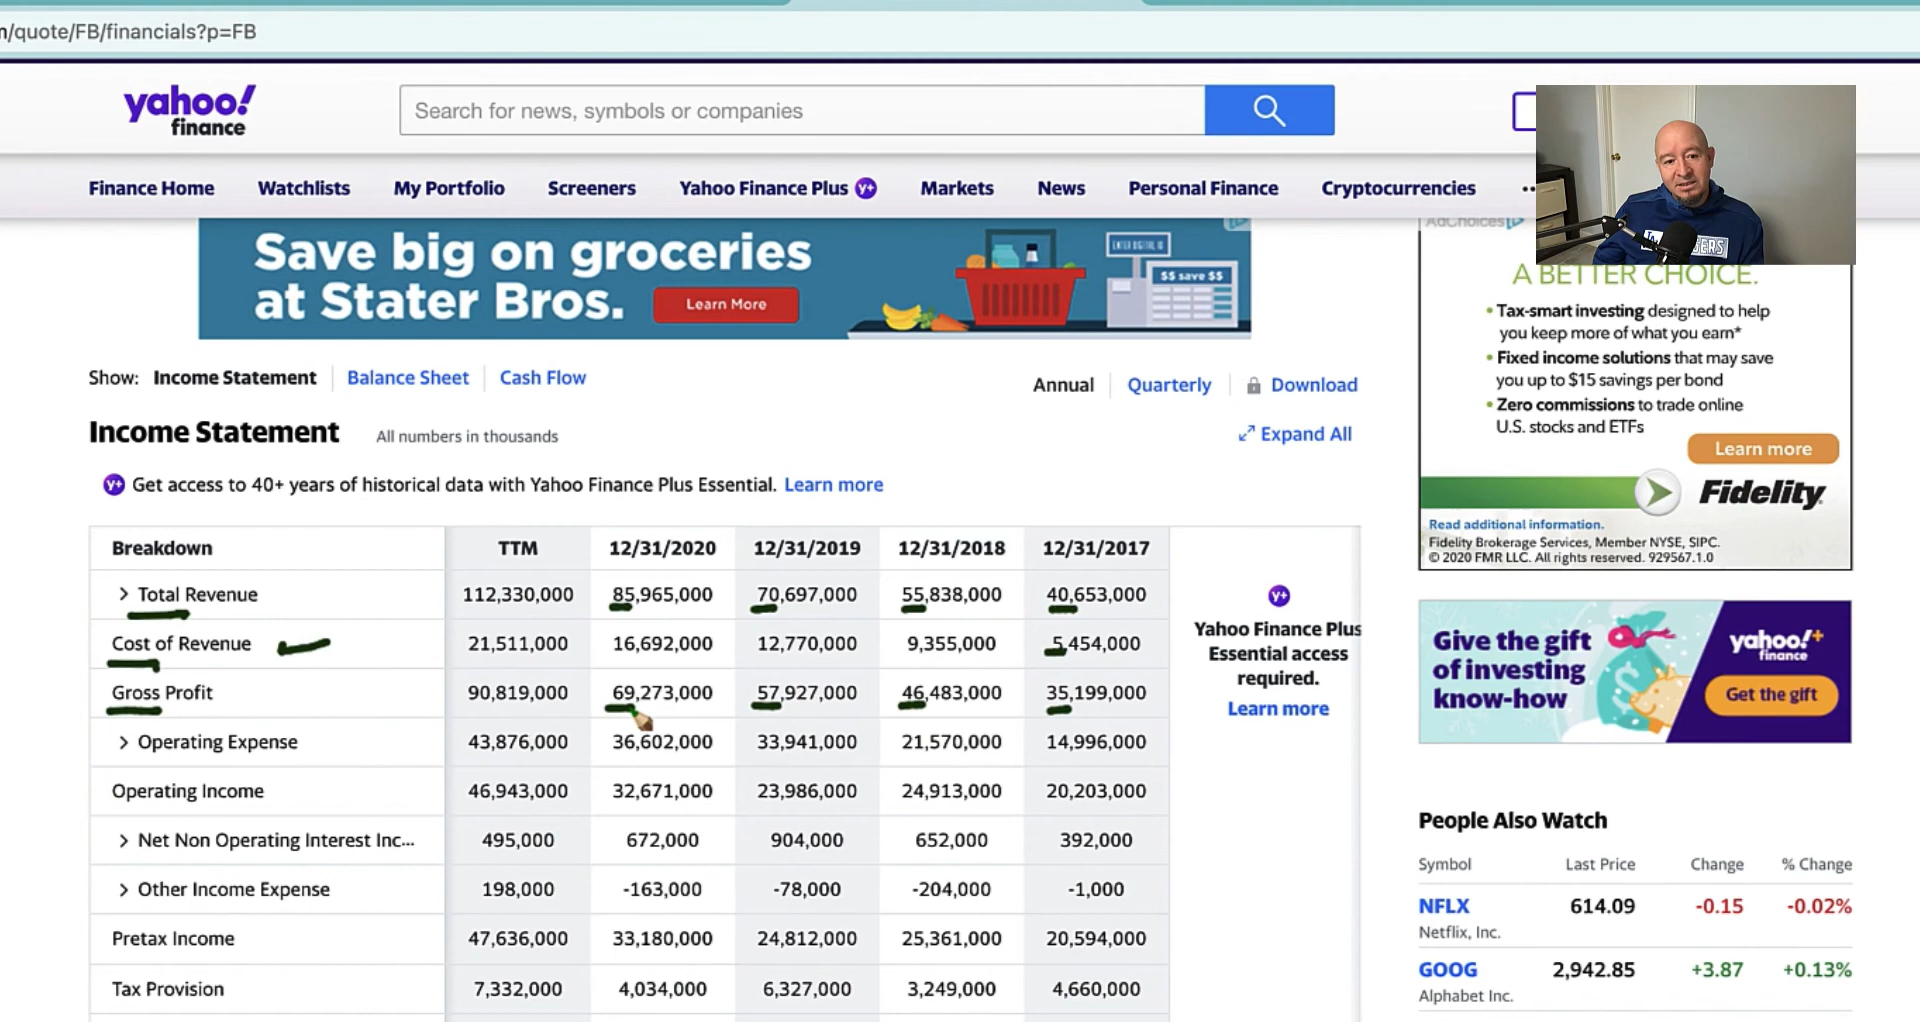 /quote/FB/financials?p=FB
yahoo!
finance
Search for news, symbols or companies
Finance Home Watchlists My Portfolio Screeners Yahoo Finance Plus y+ Markets News Personal Finance Cryptocurrencies ••
Save big on groceries
at Stater Bros. Learn More
ENTER DIGITAL ID
$$ save $$
AdChoices
A BETTER CHOICE.
• Tax-smart investing designed to help
you keep more of what you earn*
• Fixed income solutions that may save
you up to $15 savings per bond
• Zero commissions to trade online
U.S. stocks and ETFs
Learn more
Fidelity
Read additional information.
Fidelity Brokerage Services, Member NYSE, SIPC.
© 2020 FMR LLC. All rights reserved. 929567.1.0
Show: Income Statement Balance Sheet Cash Flow
Annual Quarterly Download
Income Statement All numbers in thousands
Expand All
y+ Get access to 40+ years of historical data with Yahoo Finance Plus Essential. Learn more
Breakdown TTM 12/31/2020 12/31/2019 12/31/2018 12/31/2017
> Total Revenue 112,330,000 85,965,000 70,697,000 55,838,000 40,653,000
Cost of Revenue 21,511,000 16,692,000 12,770,000 9,355,000 5,454,000
Gross Profit 90,819,000 69,273,000 57,927,000 46,483,000 35,199,000
> Operating Expense 43,876,000 36,602,000 33,941,000 21,570,000 14,996,000
Operating Income 46,943,000 32,671,000 23,986,000 24,913,000 20,203,000
> Net Non Operating Interest Inc... 495,000 672,000 904,000 652,000 392,000
> Other Income Expense 198,000 -163,000 -78,000 -204,000 -1,000
Pretax Income 47,636,000 33,180,000 24,812,000 25,361,000 20,594,000
Tax Provision 7,332,000 4,034,000 6,327,000 3,249,000 4,660,000
y+
Yahoo Finance Plus
Essential access
required.
Learn more
Give the gift
of investing
know-how
yahoo!+
finance
Get the gift
People Also Watch
Symbol Last Price Change % Change
NFLX 614.09 -0.15 -0.02%
Netflix, Inc.
GOOG 2,942.85 +3.87 +0.13%
Alphabet Inc.